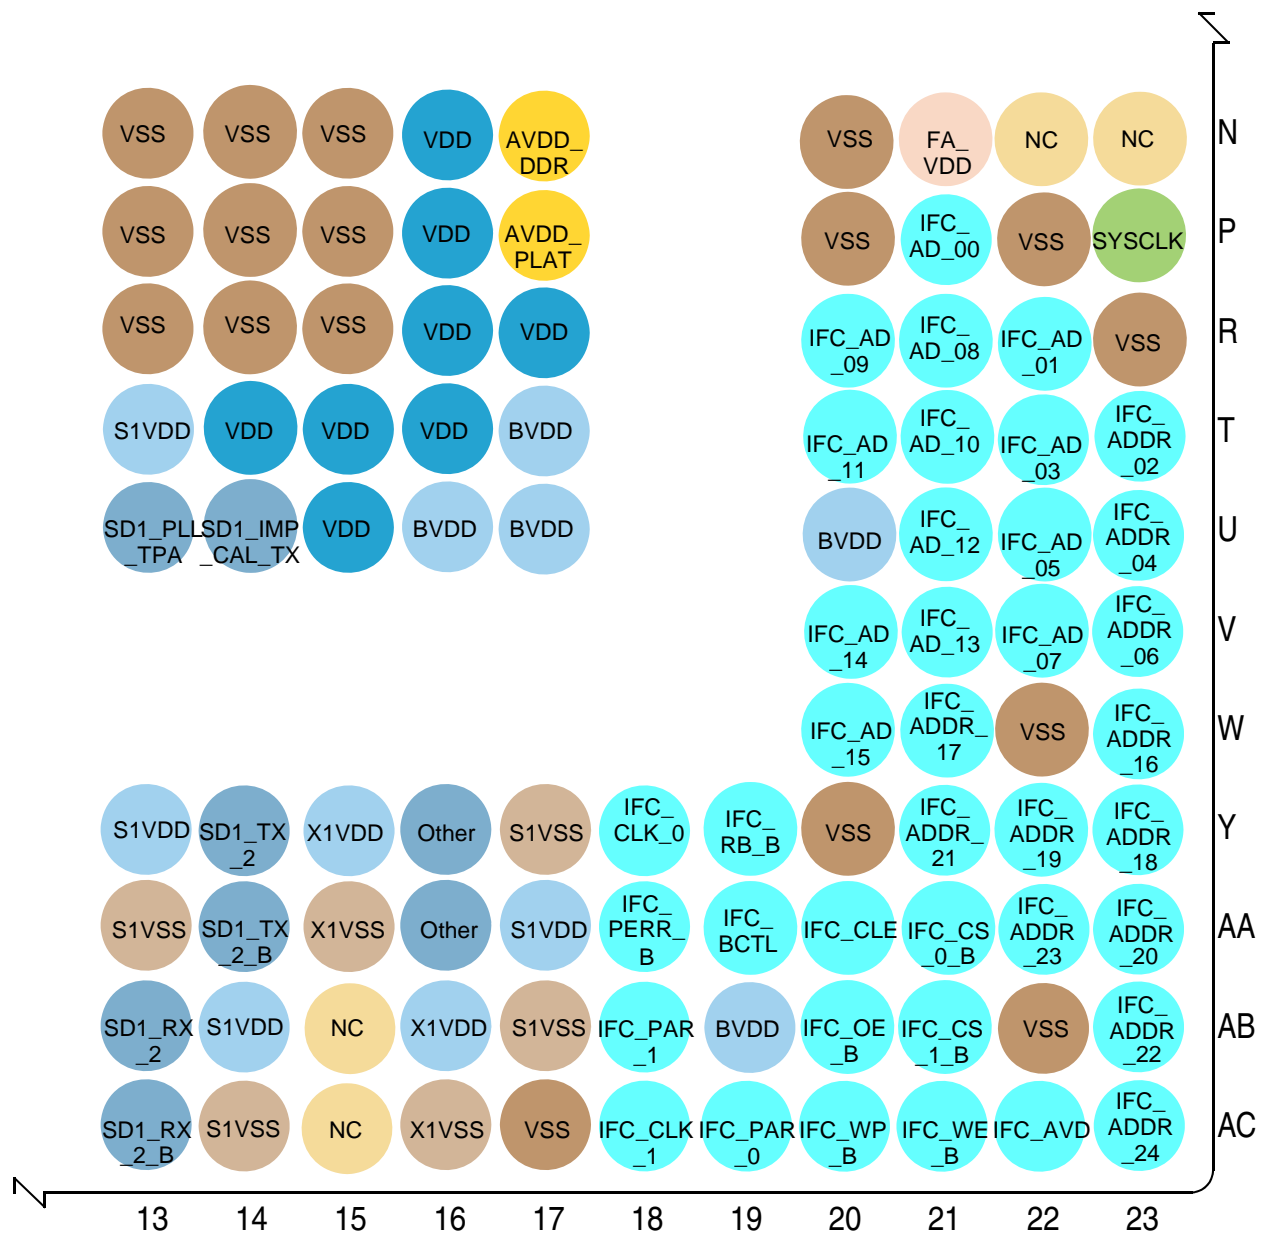 VSS VSS VSS VDD AVDD_ VSS FA_ NC NC N
DDR VDD
VSS VSS VSS VDD AVDD_ VSS IFC_ VSS SYSCLK P
PLAT AD_00
VSS VSS VSS VDD VDD IFC_AD IFC_ IFC_AD VSS R
_09 AD_08 _01
S1VDD VDD VDD VDD BVDD IFC_AD IFC_ IFC_AD IFC_ T
_11 AD_10 _03 ADDR
_02
SD1_PLL SD1_IMP VDD BVDD BVDD BVDD IFC_ IFC_AD IFC_ U
_TPA _CAL_TX AD_12 _05 ADDR
_04
IFC_AD IFC_ IFC_AD IFC_ V
_14 AD_13 _07 ADDR
_06
IFC_AD IFC_ VSS IFC_ W
_15 ADDR_ ADDR
17 _16
S1VDD SD1_TX X1VDD Other S1VSS IFC_ IFC_ VSS IFC_ IFC_ IFC_ Y
_2 CLK_0 RB_B ADDR_ ADDR ADDR
21 _19 _18
S1VSS SD1_TX X1VSS Other S1VDD IFC_ IFC_ IFC_CLE IFC_CS IFC_ IFC_ AA
_2_B PERR_ BCTL _0_B ADDR ADDR
B _23 _20
SD1_RX S1VDD NC X1VDD S1VSS IFC_PAR BVDD IFC_OE IFC_CS VSS IFC_ AB
_2 _1 _B _1_B ADDR
_22
SD1_RX S1VSS NC X1VSS VSS IFC_CLK IFC_PAR IFC_WP IFC_WE IFC_AVD IFC_ AC
_2_B _1 _0 _B _B ADDR
_24
13 14 15 16 17 18 19 20 21 22 23